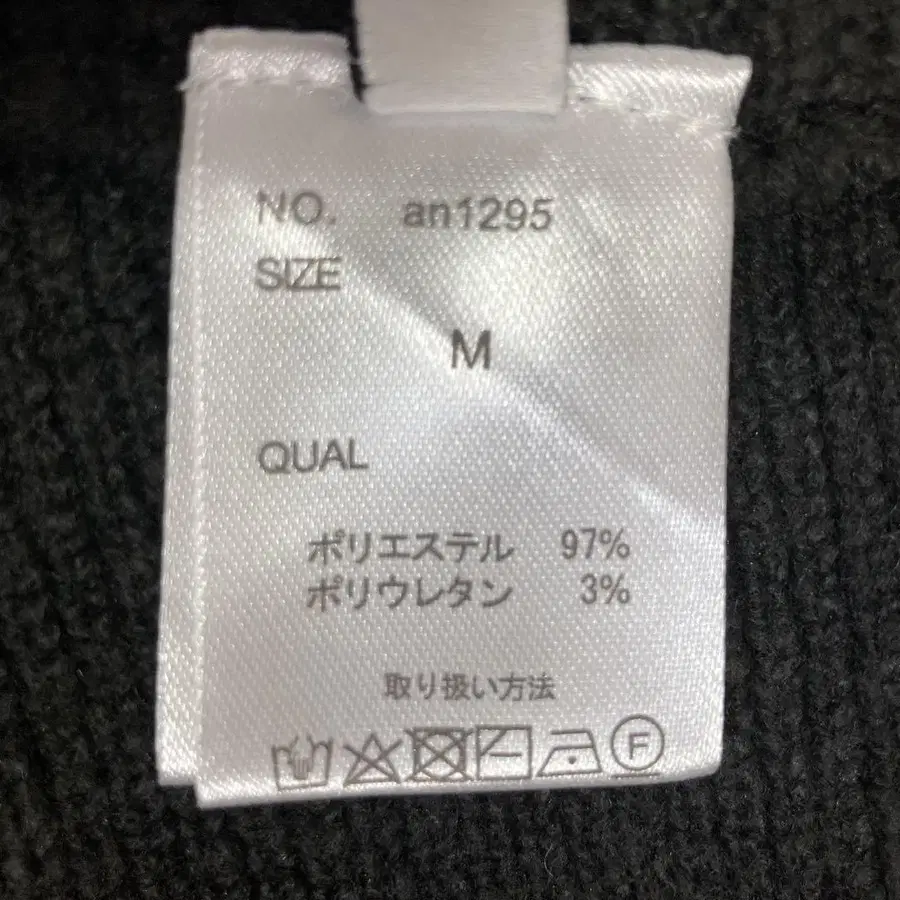 NO. an1295
SIZE
M
QUAL
ポリエステル 97%
ポリウレタン 3%
取り扱い方法
F